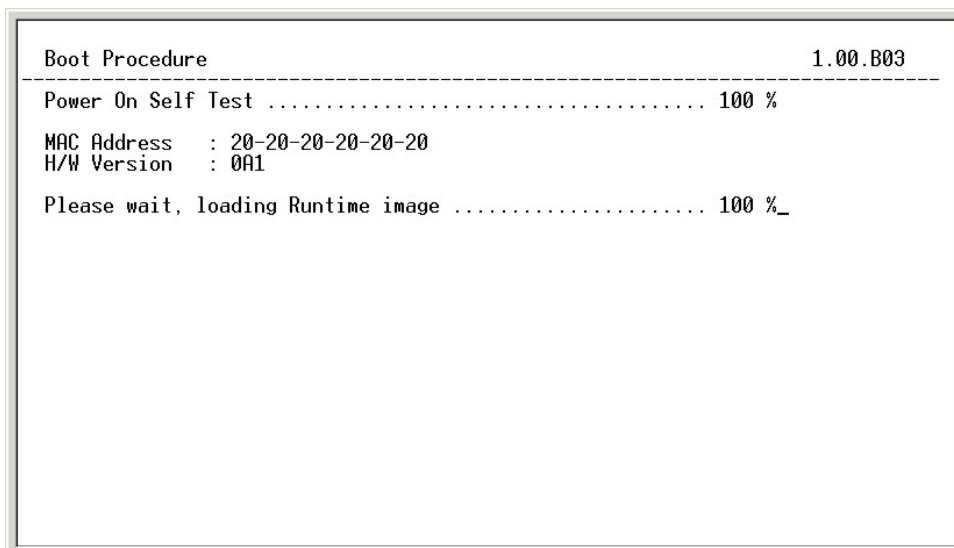 Boot Procedure 1.00.B03
--------------------------------------------------------------------------------
Power On Self Test ...................................... 100 %
MAC Address : 20-20-20-20-20-20
H/W Version : 0A1
Please wait, loading Runtime image ...................... 100 %_